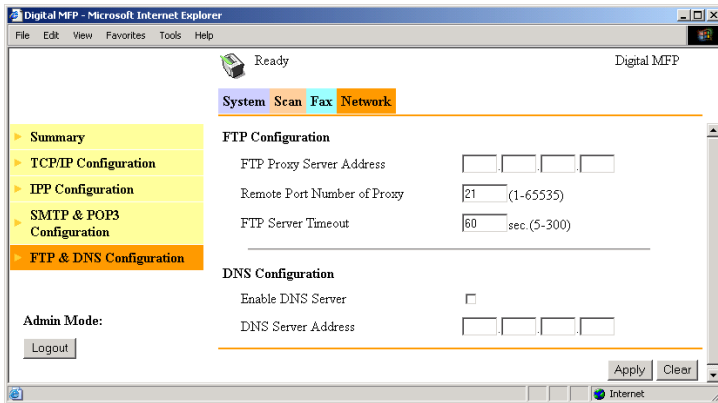 Digital MFP - Microsoft Internet Explorer
File Edit View Favorites Tools Help
Ready
Digital MFP
System Scan Fax Network
Summary
TCP/IP Configuration
IPP Configuration
SMTP & POP3
Configuration
FTP & DNS Configuration
Admin Mode:
Logout
FTP Configuration
FTP Proxy Server Address . . .
Remote Port Number of Proxy 21 (1-65535)
FTP Server Timeout 60 sec.(5-300)
DNS Configuration
Enable DNS Server
DNS Server Address . . .
Apply Clear
Internet